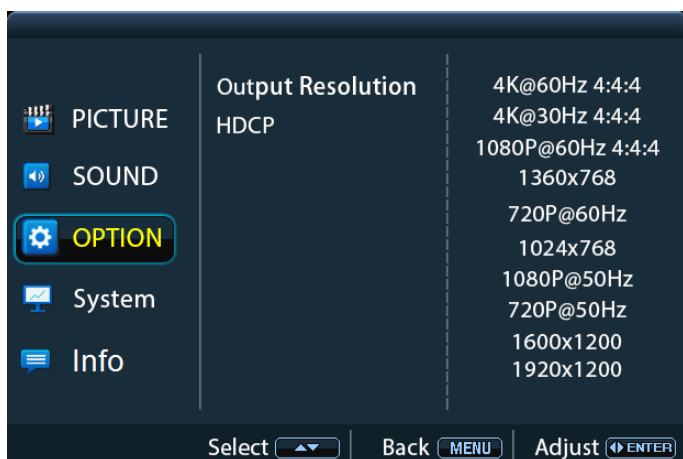 PICTURE
SOUND
OPTION
System
Info
Output Resolution
HDCP
4K@60Hz 4:4:4
4K@30Hz 4:4:4
1080P@60Hz 4:4:4
1360x768
720P@60Hz
1024x768
1080P@50Hz
720P@50Hz
1600x1200
1920x1200
Select Back MENU Adjust ENTER